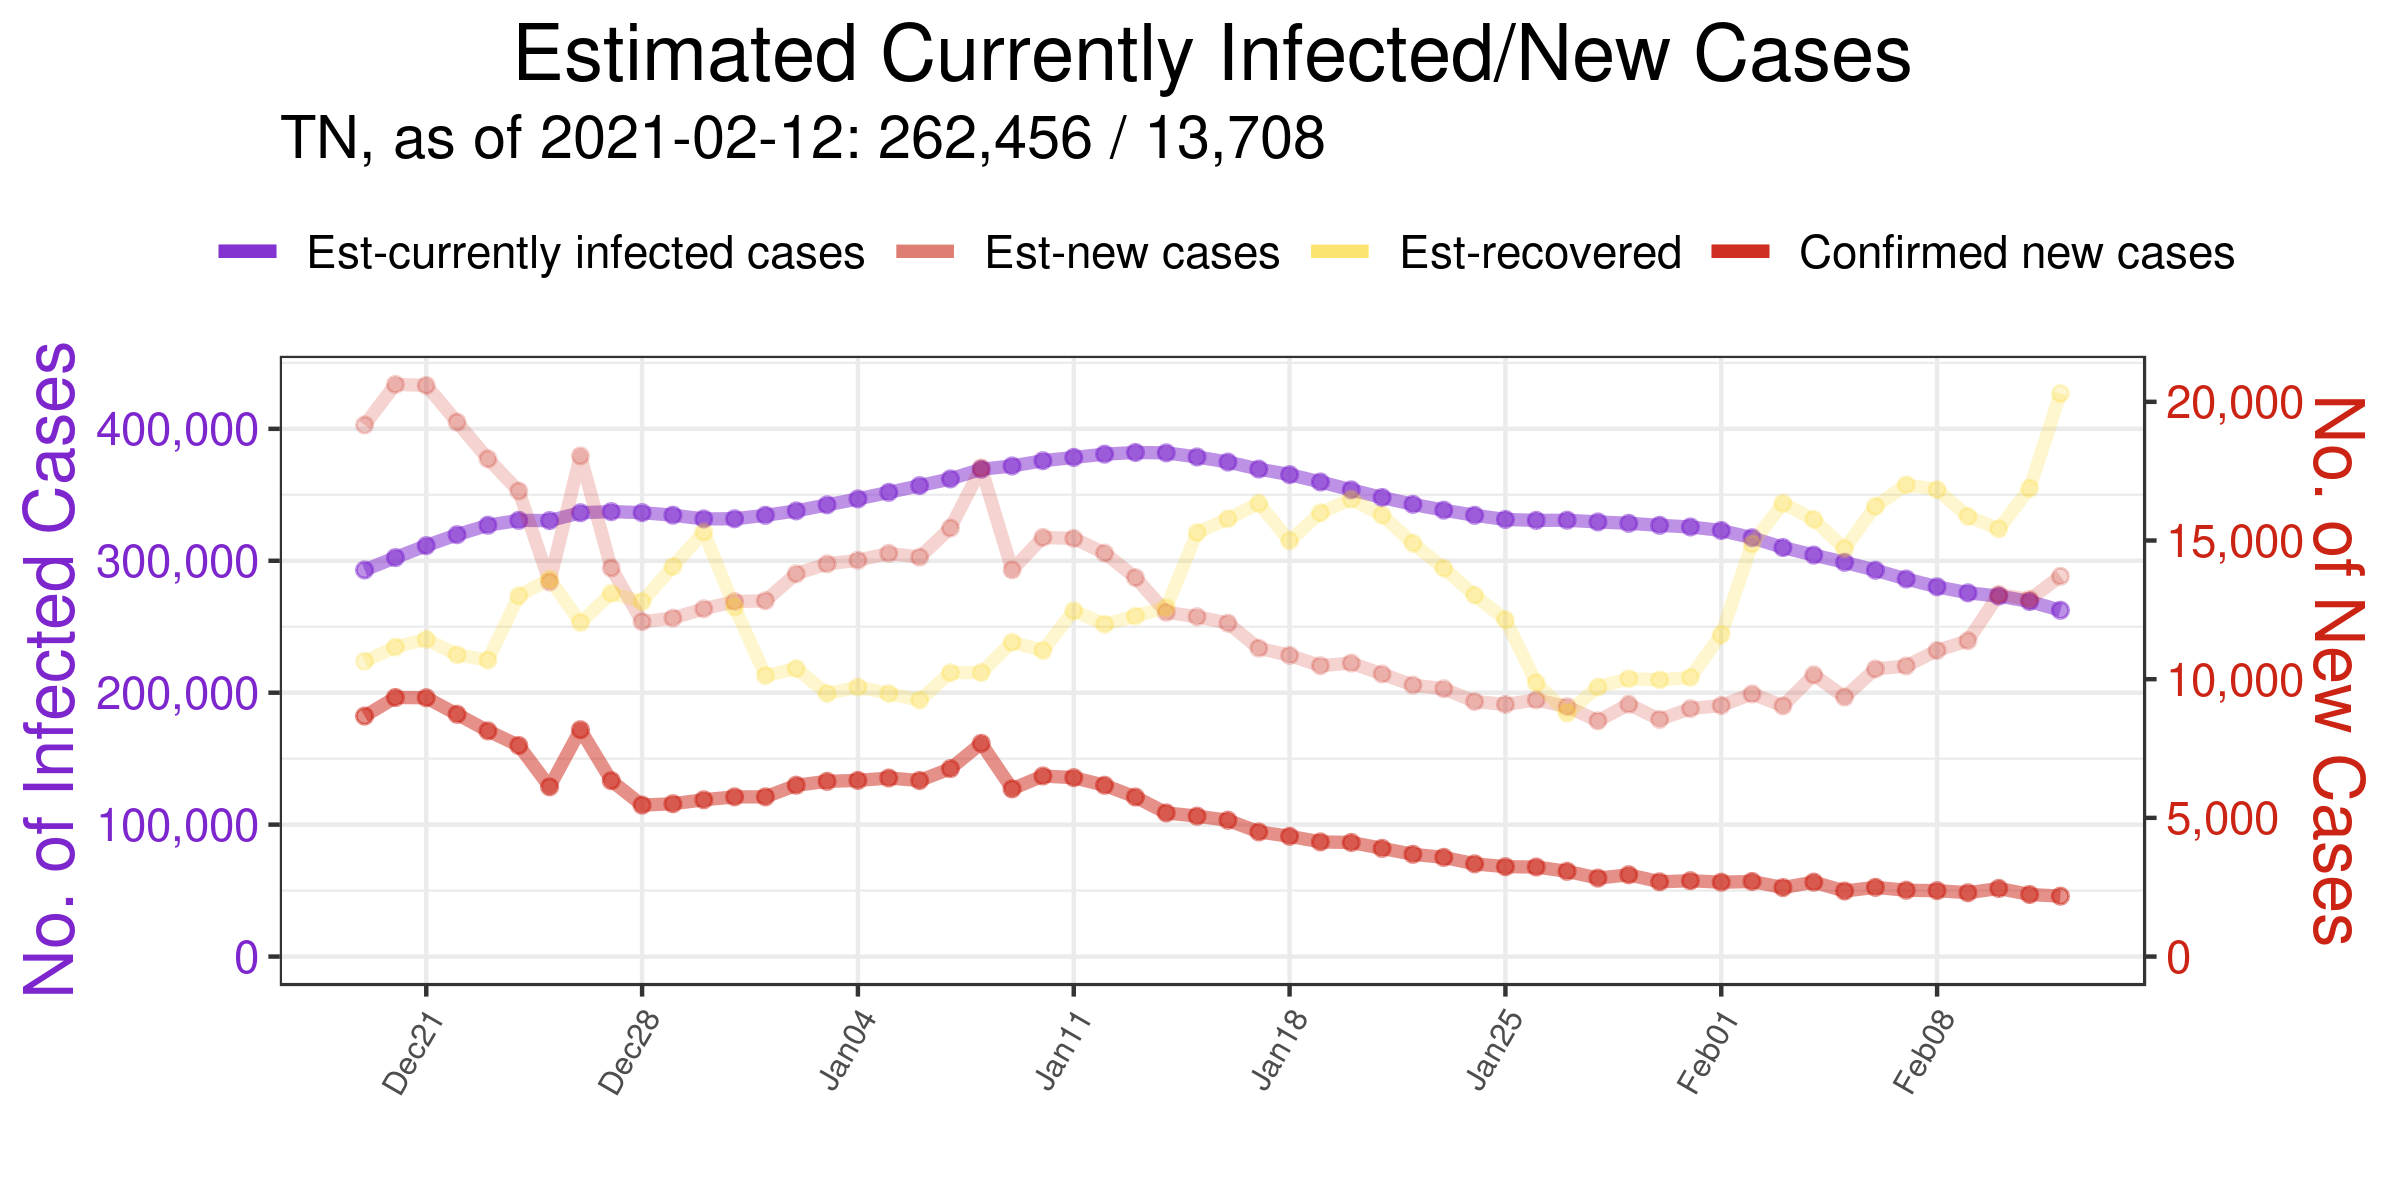 Estimated Currently Infected/New Cases
TN, as of 2021-02-12: 262,456 / 13,708
Est-currently infected cases Est-new cases Est-recovered Confirmed new cases
No. of Infected Cases
400,000
300,000
200,000
100,000
0
20,000
15,000
10,000
5,000
0
No. of New Cases
Dec21 Dec28 Jan04 Jan11 Jan18 Jan25 Feb01 Feb08